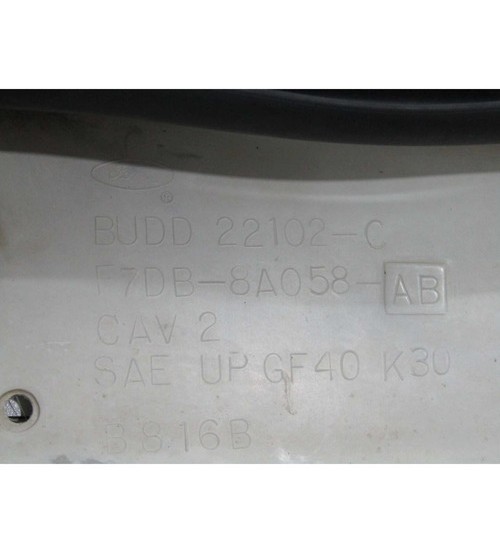 ®
BUDD 22102-C
F7DB-8A058-AB
CAV 2
SAE UP GF40 K30
B816B